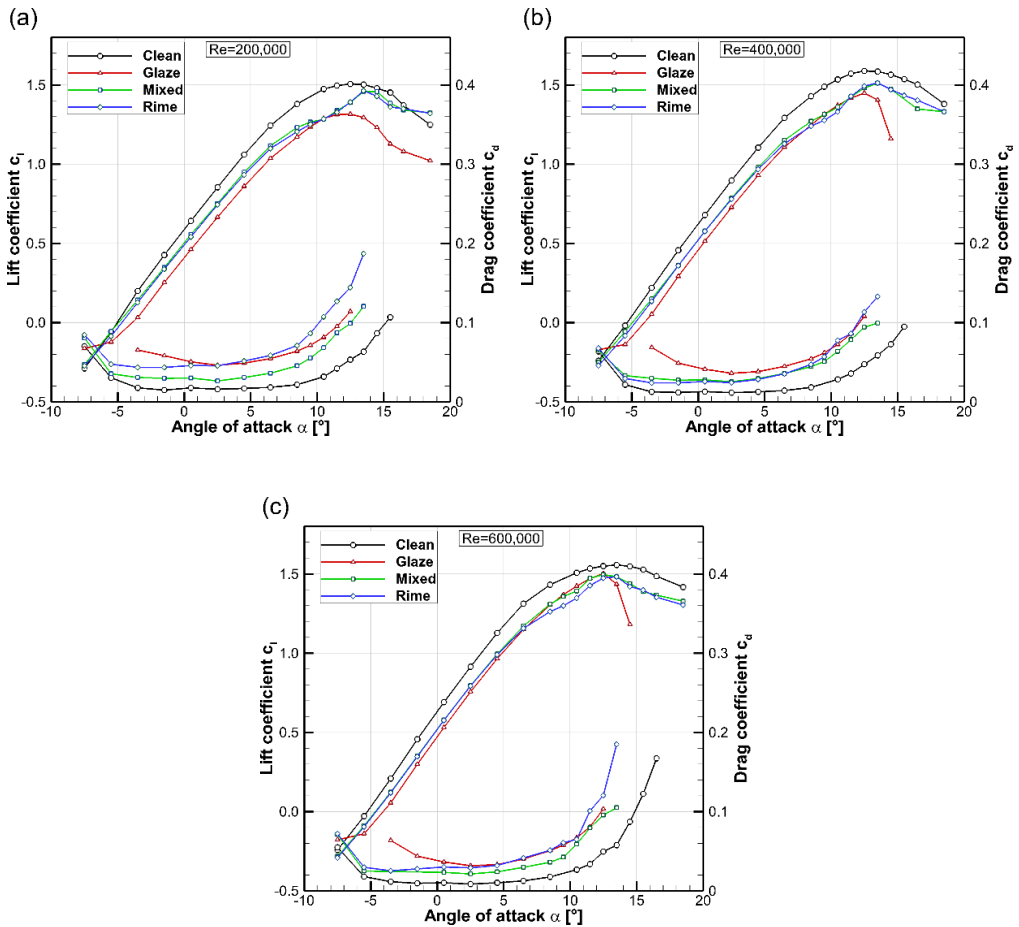 (a)
Re=200,000
Clean
Glaze
Mixed
Rime
1.5
1.0
0.5
0.0
-0.5
Lift coefficient cl
0.4
0.3
0.2
0.1
0
Drag coefficient cd
-10 -5 0 5 10 15 20
Angle of attack α [°]
(b)
Re=400,000
Clean
Glaze
Mixed
Rime
1.5
1.0
0.5
0.0
-0.5
Lift coefficient cl
0.4
0.3
0.2
0.1
0
Drag coefficient cd
-10 -5 0 5 10 15 20
Angle of attack α [°]
(c)
Re=600,000
Clean
Glaze
Mixed
Rime
1.5
1.0
0.5
0.0
-0.5
Lift coefficient cl
0.4
0.3
0.2
0.1
0
Drag coefficient cd
-10 -5 0 5 10 15 20
Angle of attack α [°]